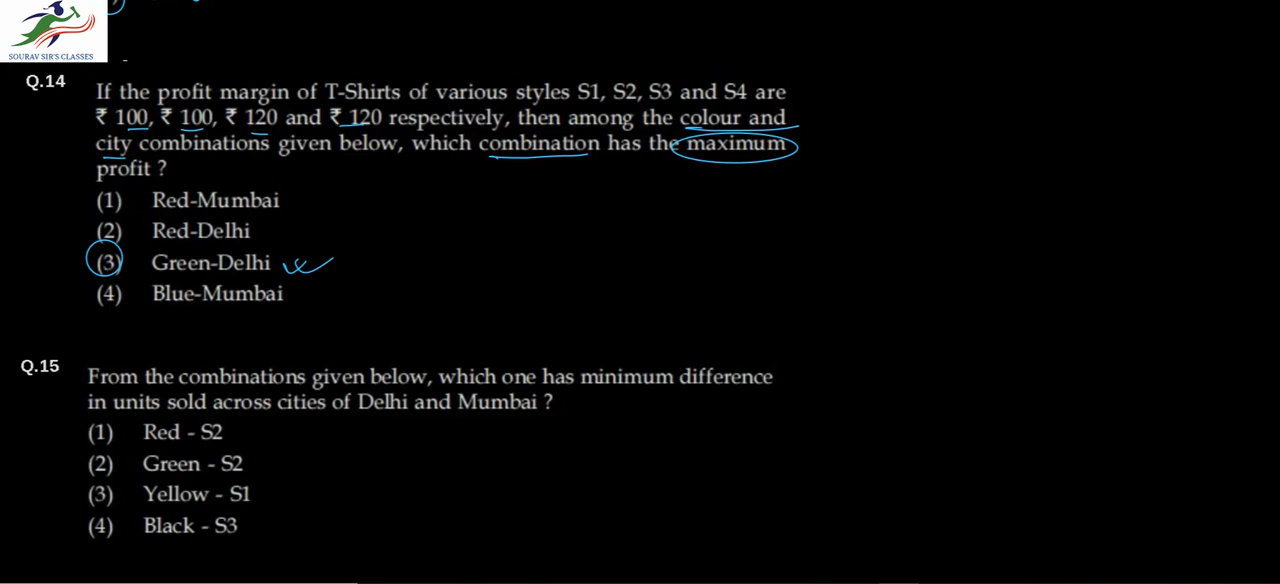 SOURAV SIR'S CLASSES
Q.14
If the profit margin of T-Shirts of various styles S1, S2, S3 and S4 are
₹ 100, ₹ 100, ₹ 120 and ₹ 120 respectively, then among the colour and
city combinations given below, which combination has the maximum
profit ?
(1) Red-Mumbai
(2) Red-Delhi
(3) Green-Delhi
(4) Blue-Mumbai
Q.15
From the combinations given below, which one has minimum difference
in units sold across cities of Delhi and Mumbai ?
(1) Red - S2
(2) Green - S2
(3) Yellow - S1
(4) Black - S3